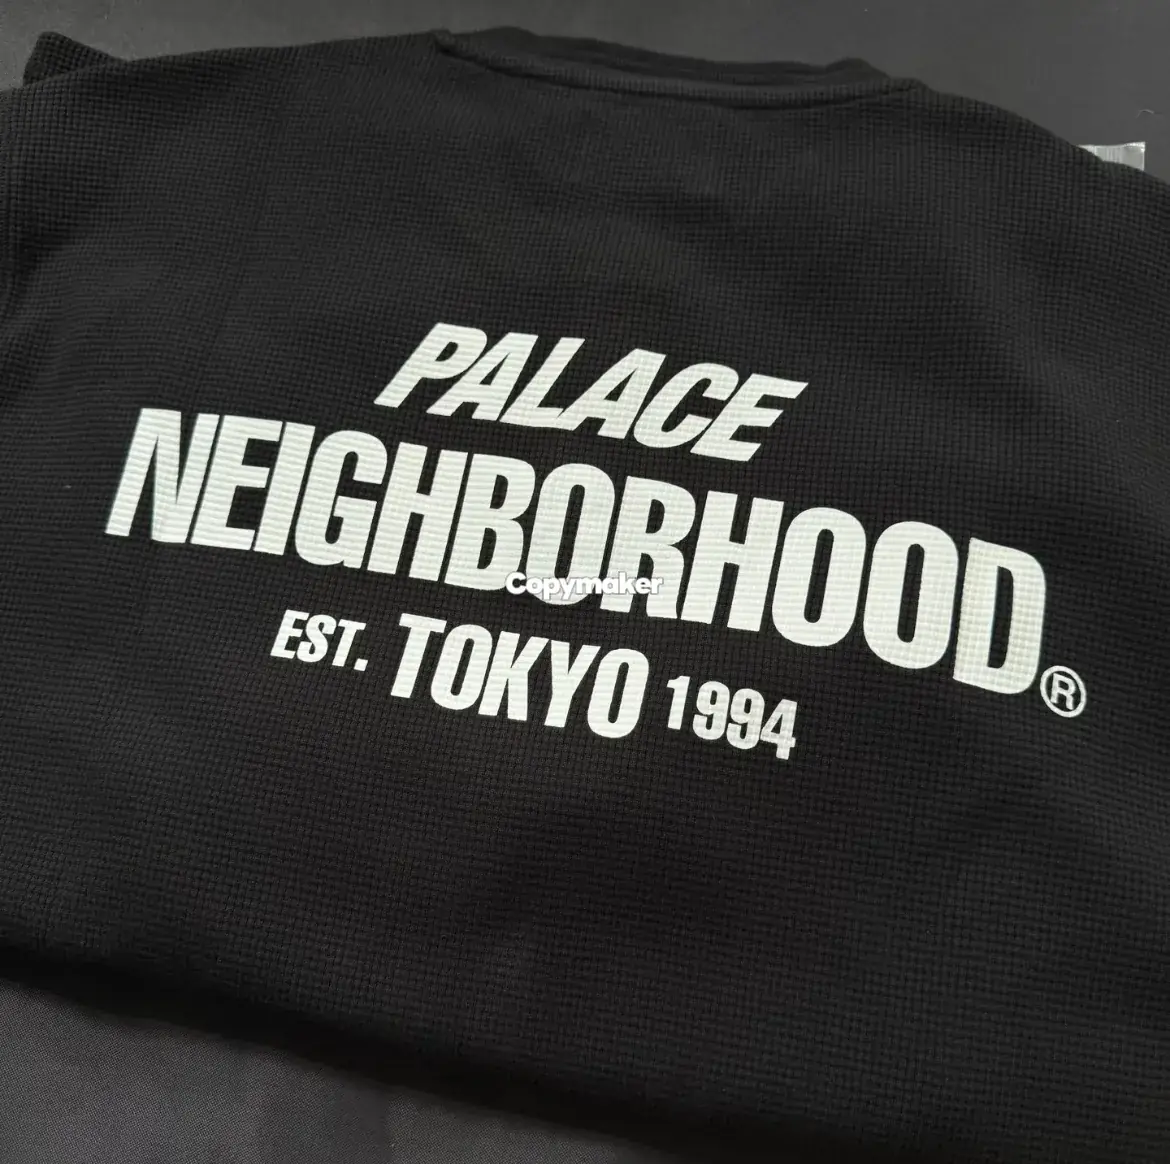 PALACE
NEIGHBORHOOD®
Copymaker
EST. TOKYO 1994